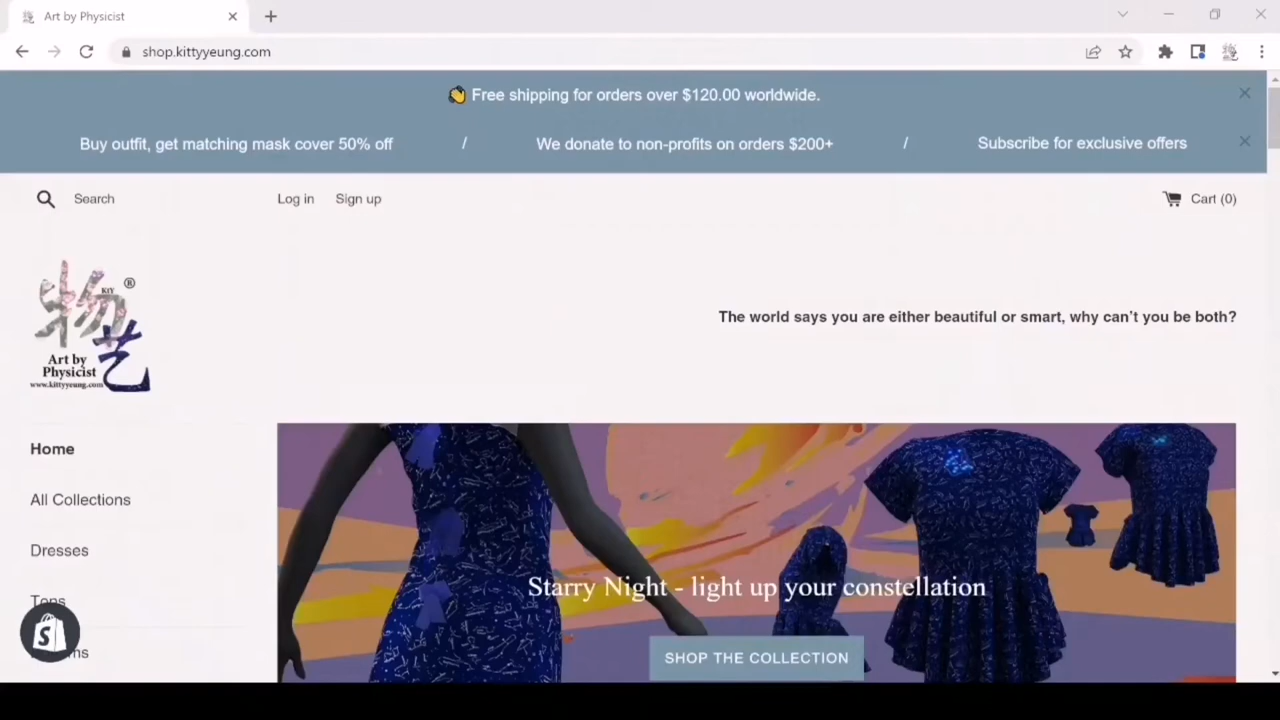 Art by Physicist
shop.kittyyeung.com
👏 Free shipping for orders over $120.00 worldwide.
Buy outfit, get matching mask cover 50% off / We donate to non-profits on orders $200+ / Subscribe for exclusive offers
Search Log in Sign up Cart (0)
物艺
KitY ®
Art by
Physicist
www.kittyyeung.com
The world says you are either beautiful or smart, why can't you be both?
Home
All Collections
Dresses
Tops
Starry Night - light up your constellation
SHOP THE COLLECTION